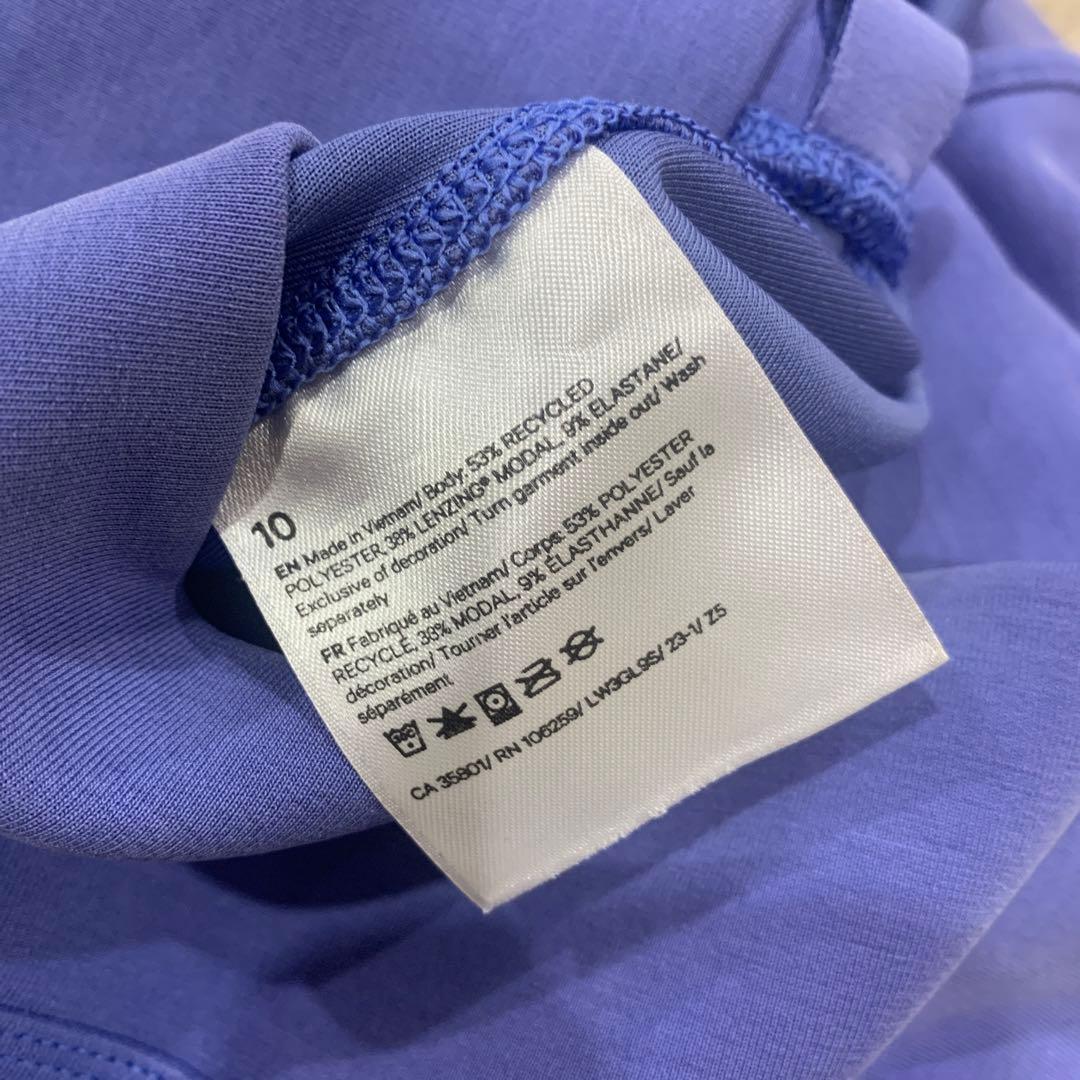 10
EN Made in Vietnam/ Body: 53% RECYCLED
POLYESTER, 38% LENZING® MODAL, 9% ELASTANE/
Exclusive of decoration/ Turn garment inside out/ Wash
separately
FR Fabriqué au Vietnam/ Corps: 53% POLYESTER
RECYCLÉ, 38% MODAL, 9% ÉLASTHANNE/ Sauf la
décoration/ Tourner l'article sur l'envers/ Laver
séparément
CA 35801/ RN 106259/ LW3GL9S/ 23-1/ Z5